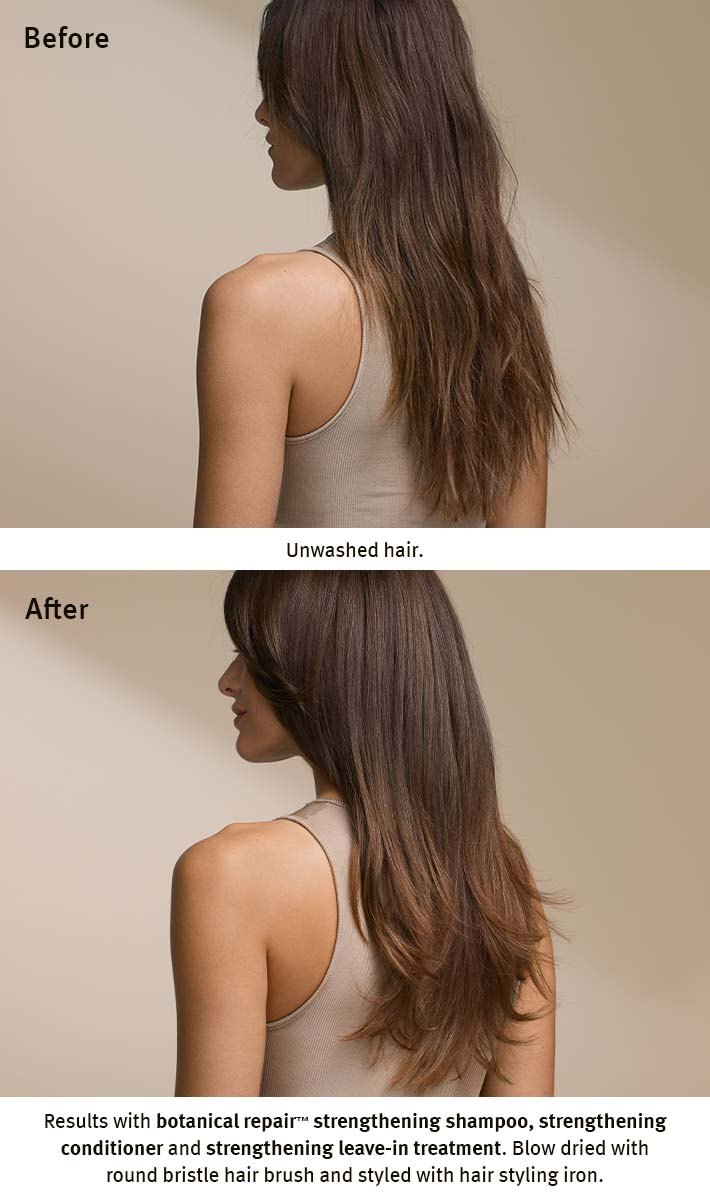 Before
Unwashed hair.
After
Results with botanical repair™ strengthening shampoo, strengthening
conditioner and strengthening leave-in treatment. Blow dried with
round bristle hair brush and styled with hair styling iron.